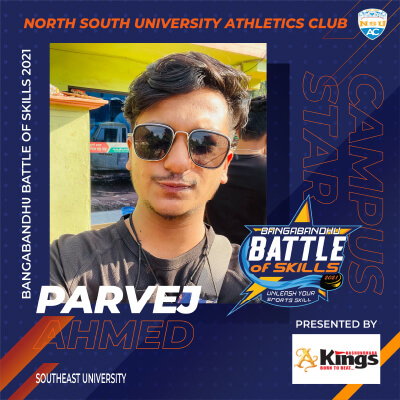 NORTH SOUTH UNIVERSITY ATHLETICS CLUB
NSU
AC
BANGABANDHU BATTLE OF SKILLS 2021
CAMPUS
STAR
BANGABANDHU
BATTLE
OF SKILLS
2021
UNLEASH YOUR
SPORTS SKILL
PARVEJ
AHMED
SOUTHEAST UNIVERSITY
PRESENTED BY
BASHUNDHARA
Kings
BORN TO BEAT...